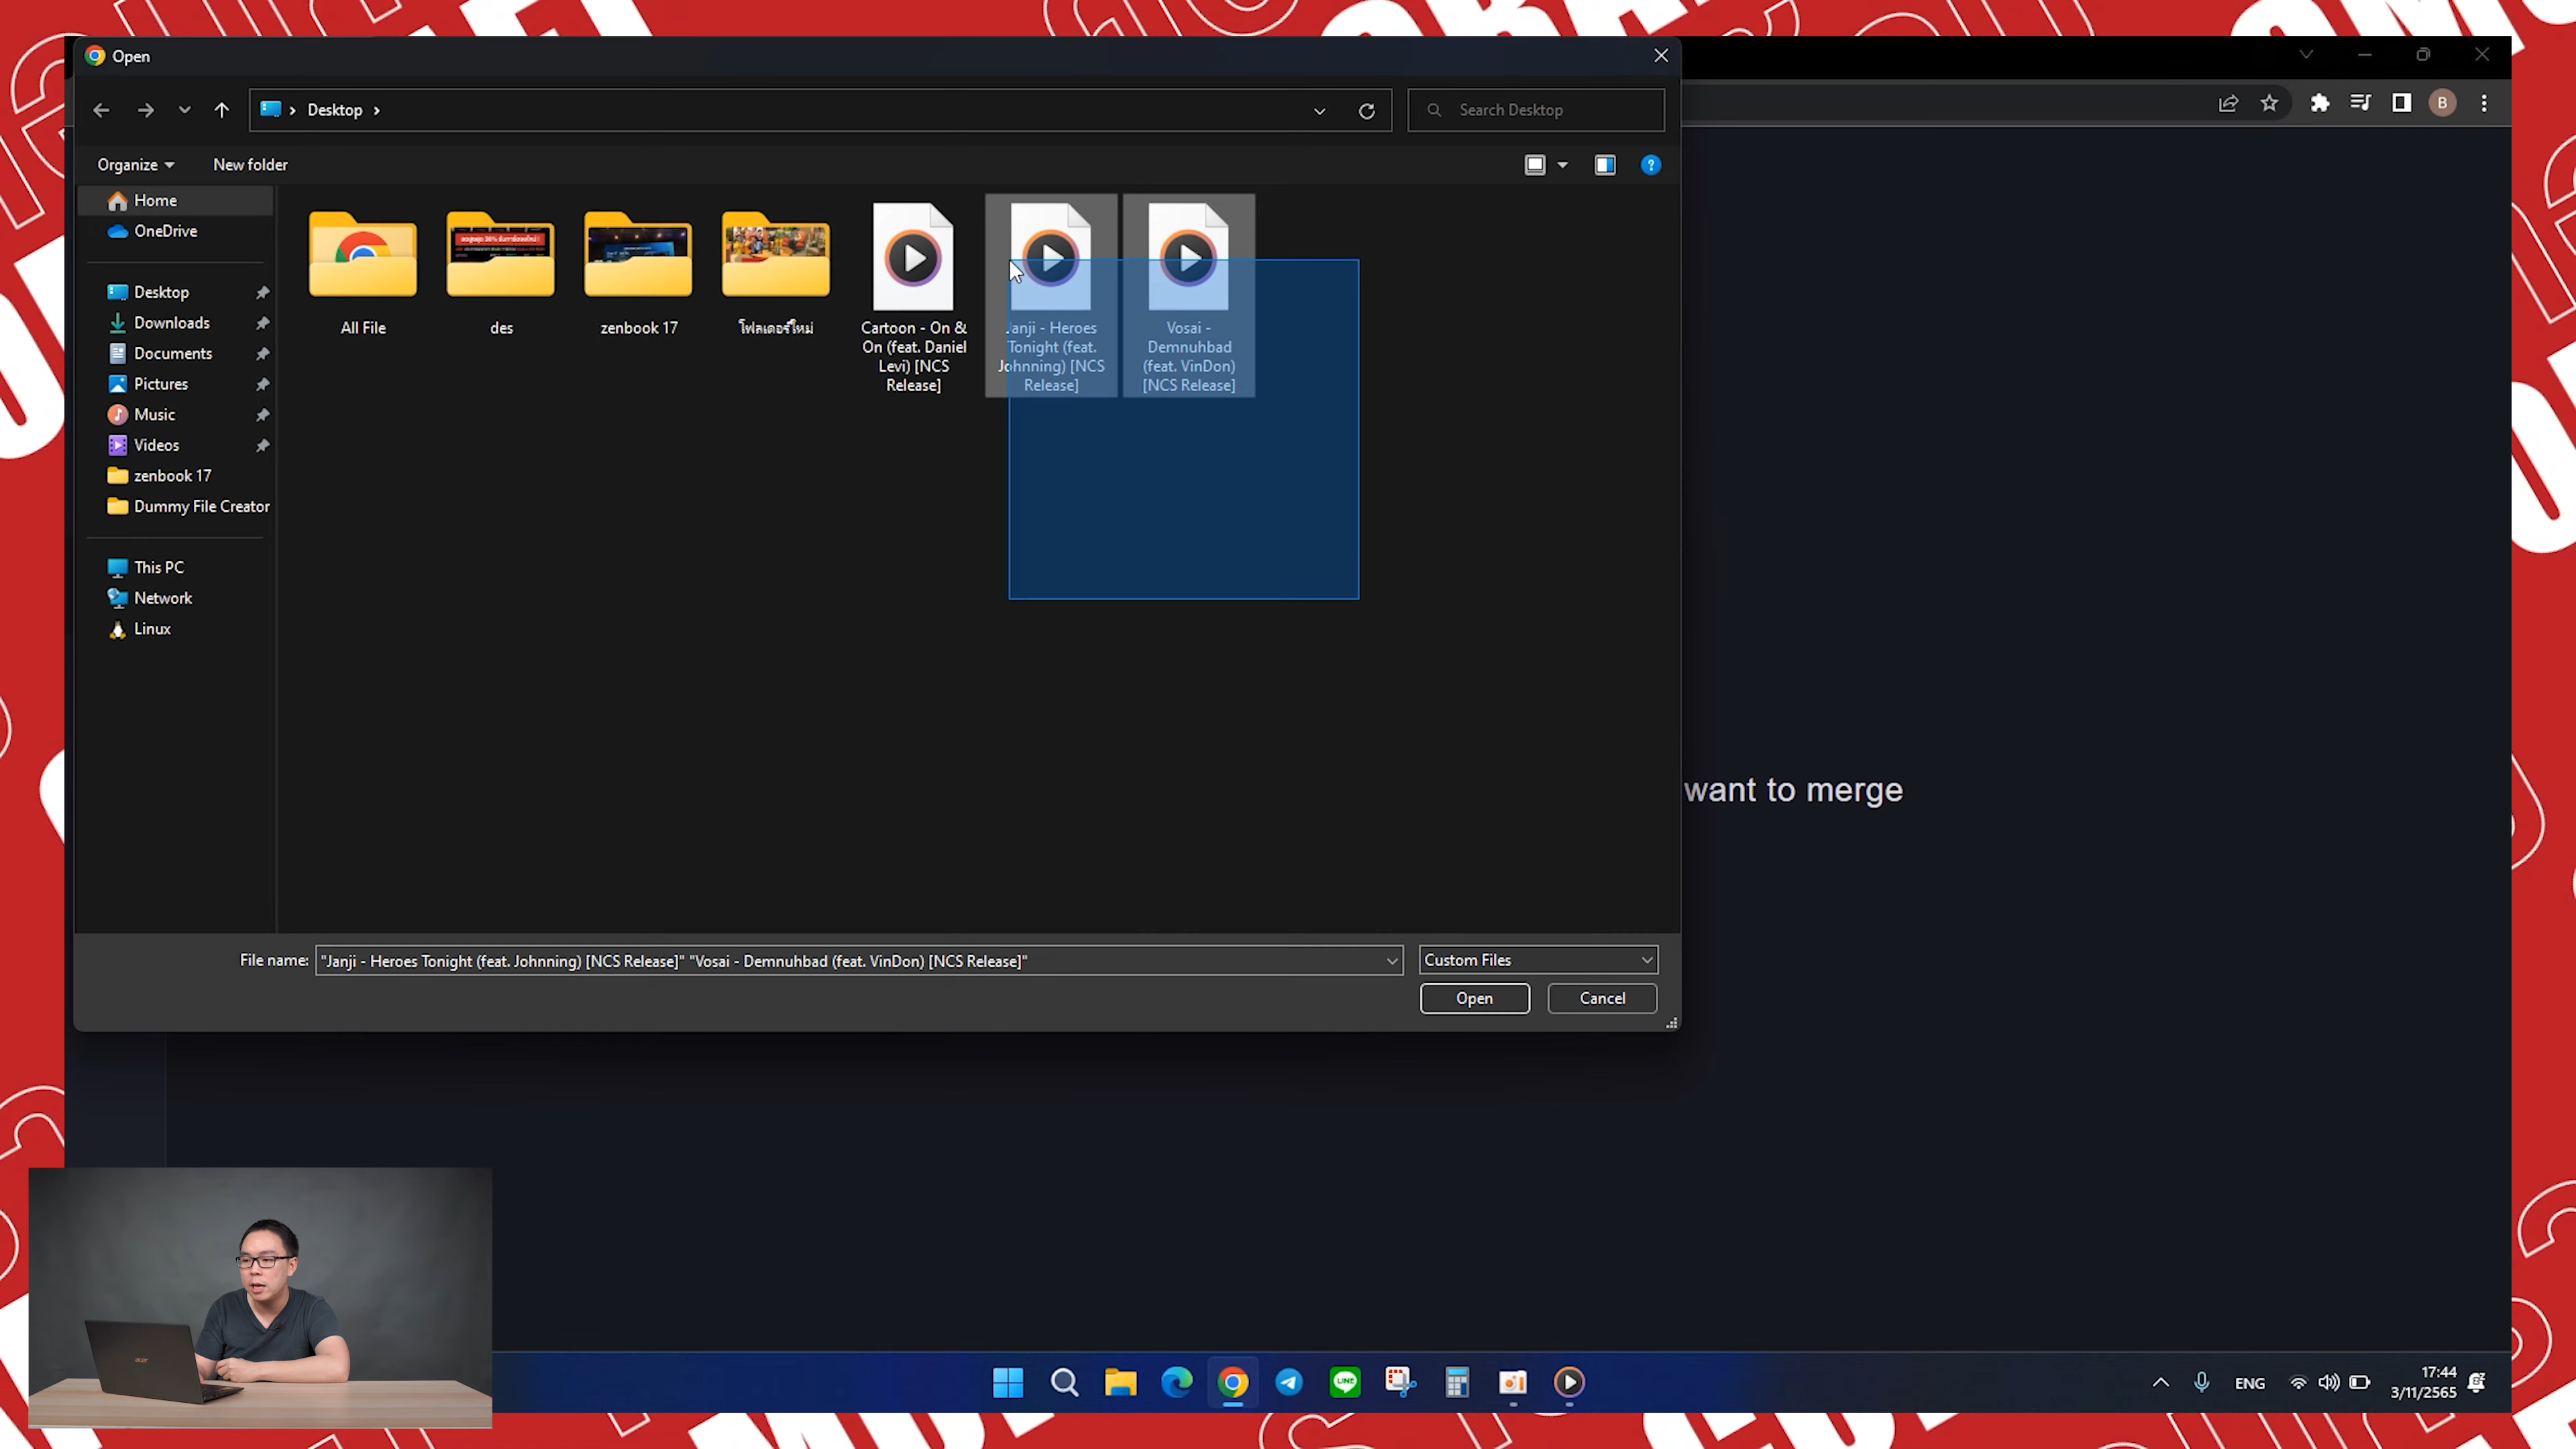 Open
Desktop
Search Desktop
Organize
New folder
Home
OneDrive
Desktop
Downloads
Documents
Pictures
Music
Videos
zenbook 17
Dummy File Creator
This PC
Network
Linux
All File
des
zenbook 17
โฟลเดอร์ใหม่
Cartoon - On &
On (feat. Daniel
Levi) [NCS
Release]
Janji - Heroes
Tonight (feat.
Johnning) [NCS
Release]
Vosai -
Demnuhbad
(feat. VinDon)
[NCS Release]
File name:
"Janji - Heroes Tonight (feat. Johnning) [NCS Release]" "Vosai - Demnuhbad (feat. VinDon) [NCS Release]"
Custom Files
Open
Cancel
B
want to merge
acer
LINE
ENG
17:44
3/11/2565